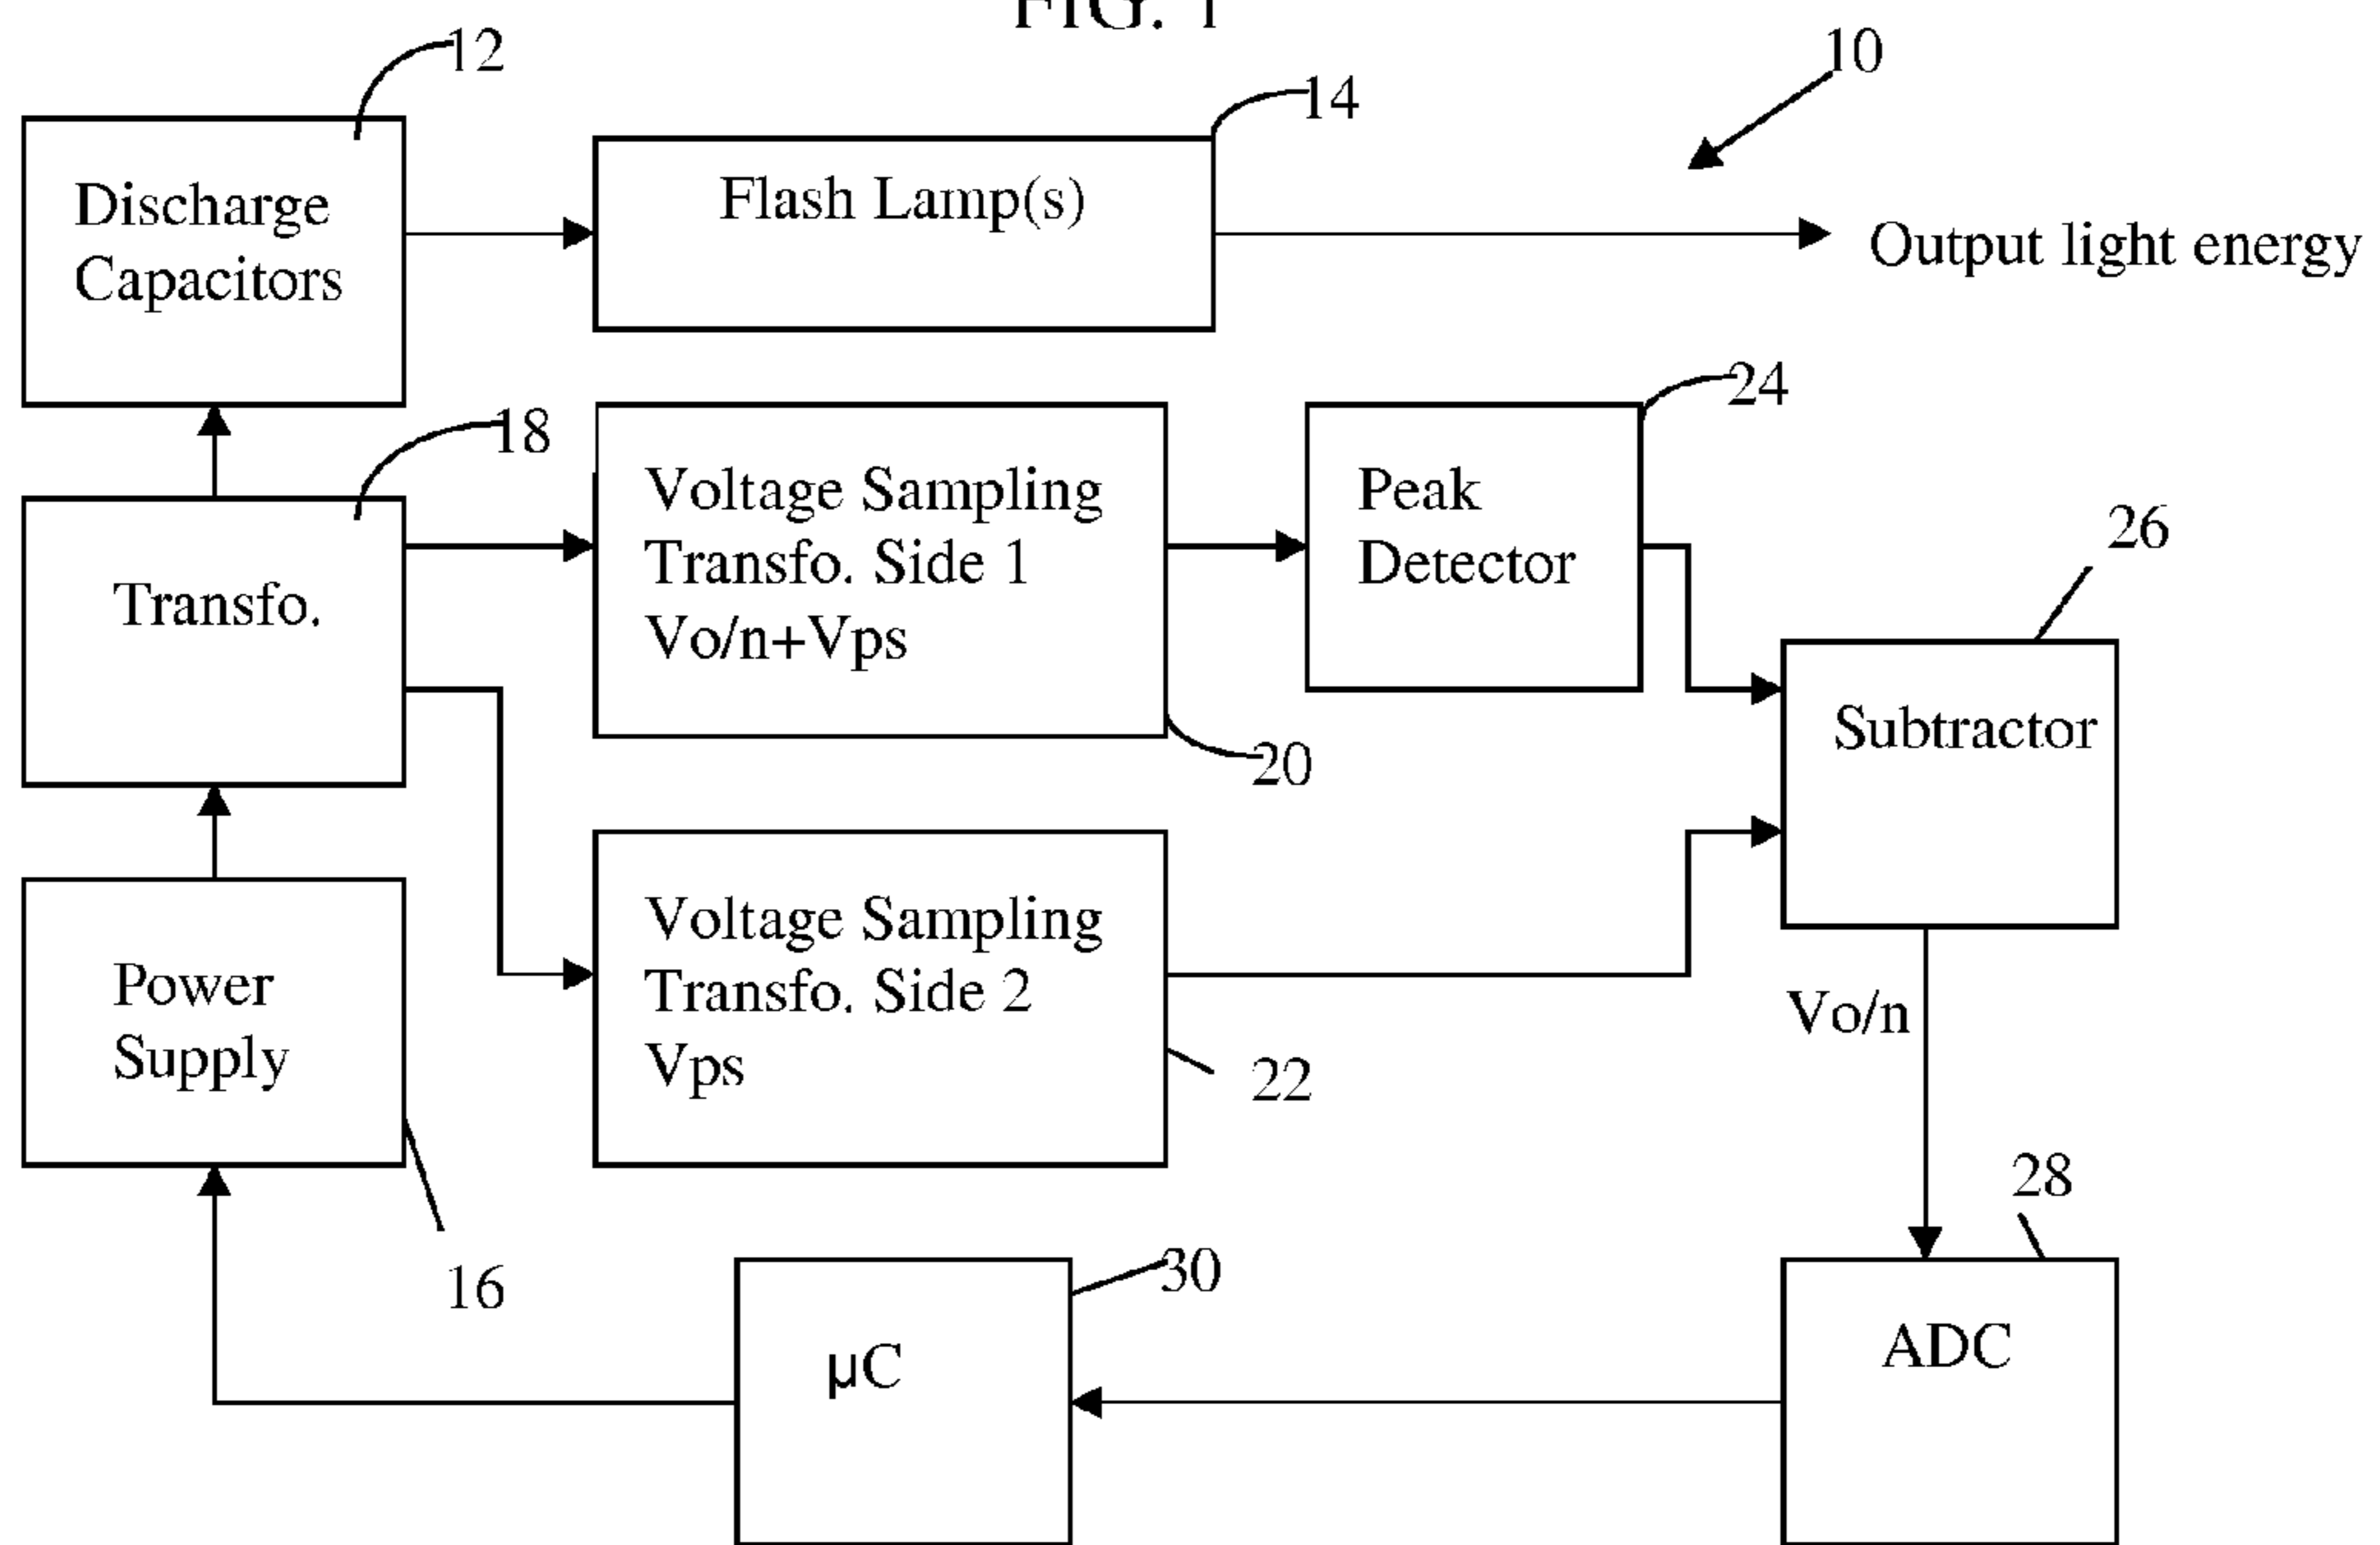 FIG. 1
12
14
10
Discharge
Capacitors
Flash Lamp(s)
Output light energy
18
24
Voltage Sampling
Transfo. Side 1
Vo/n+Vps
Peak
Detector
26
Transfo.
20
Subtractor
Power
Supply
Voltage Sampling
Transfo. Side 2
Vps
22
Vo/n
28
16
30
µC
ADC